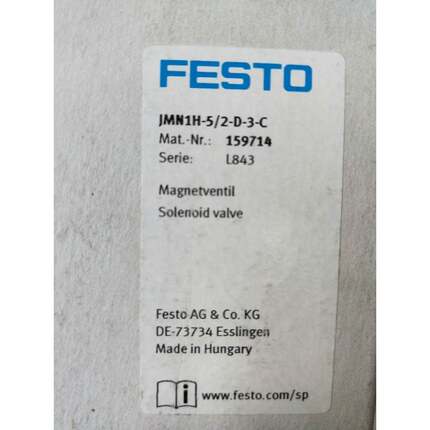 FESTO
JMN1H-5/2-D-3-C
Mat.-Nr.: 159714
Serie: L843
Magnetventil
Solenoid valve
Festo AG & Co. KG
DE-73734 Esslingen
Made in Hungary
i www.festo.com/sp